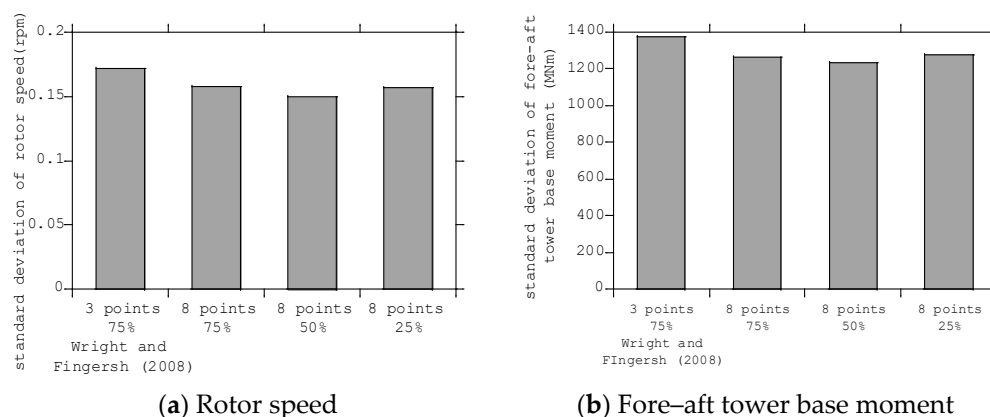 standard deviation of rotor speed(rpm)
0.2
0.15
0.1
0.05
0
3 points 8 points 8 points 8 points
75% 75% 50% 25%
Wright and
Fingersh (2008)
(a) Rotor speed
standard deviation of fore-aft
tower base moment (MNm)
1400
1200
1000
800
600
400
200
0
3 points 8 points 8 points 8 points
75% 75% 50% 25%
Wright and
FIngersh (2008)
(b) Fore–aft tower base moment